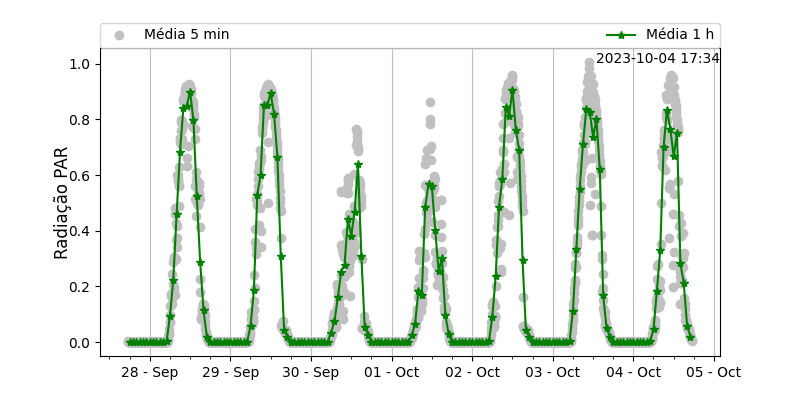 Média 5 min
Média 1 h
2023-10-04 17:34
Radiação PAR
1.0
0.8
0.6
0.4
0.2
0.0
28 - Sep
29 - Sep
30 - Sep
01 - Oct
02 - Oct
03 - Oct
04 - Oct
05 - Oct